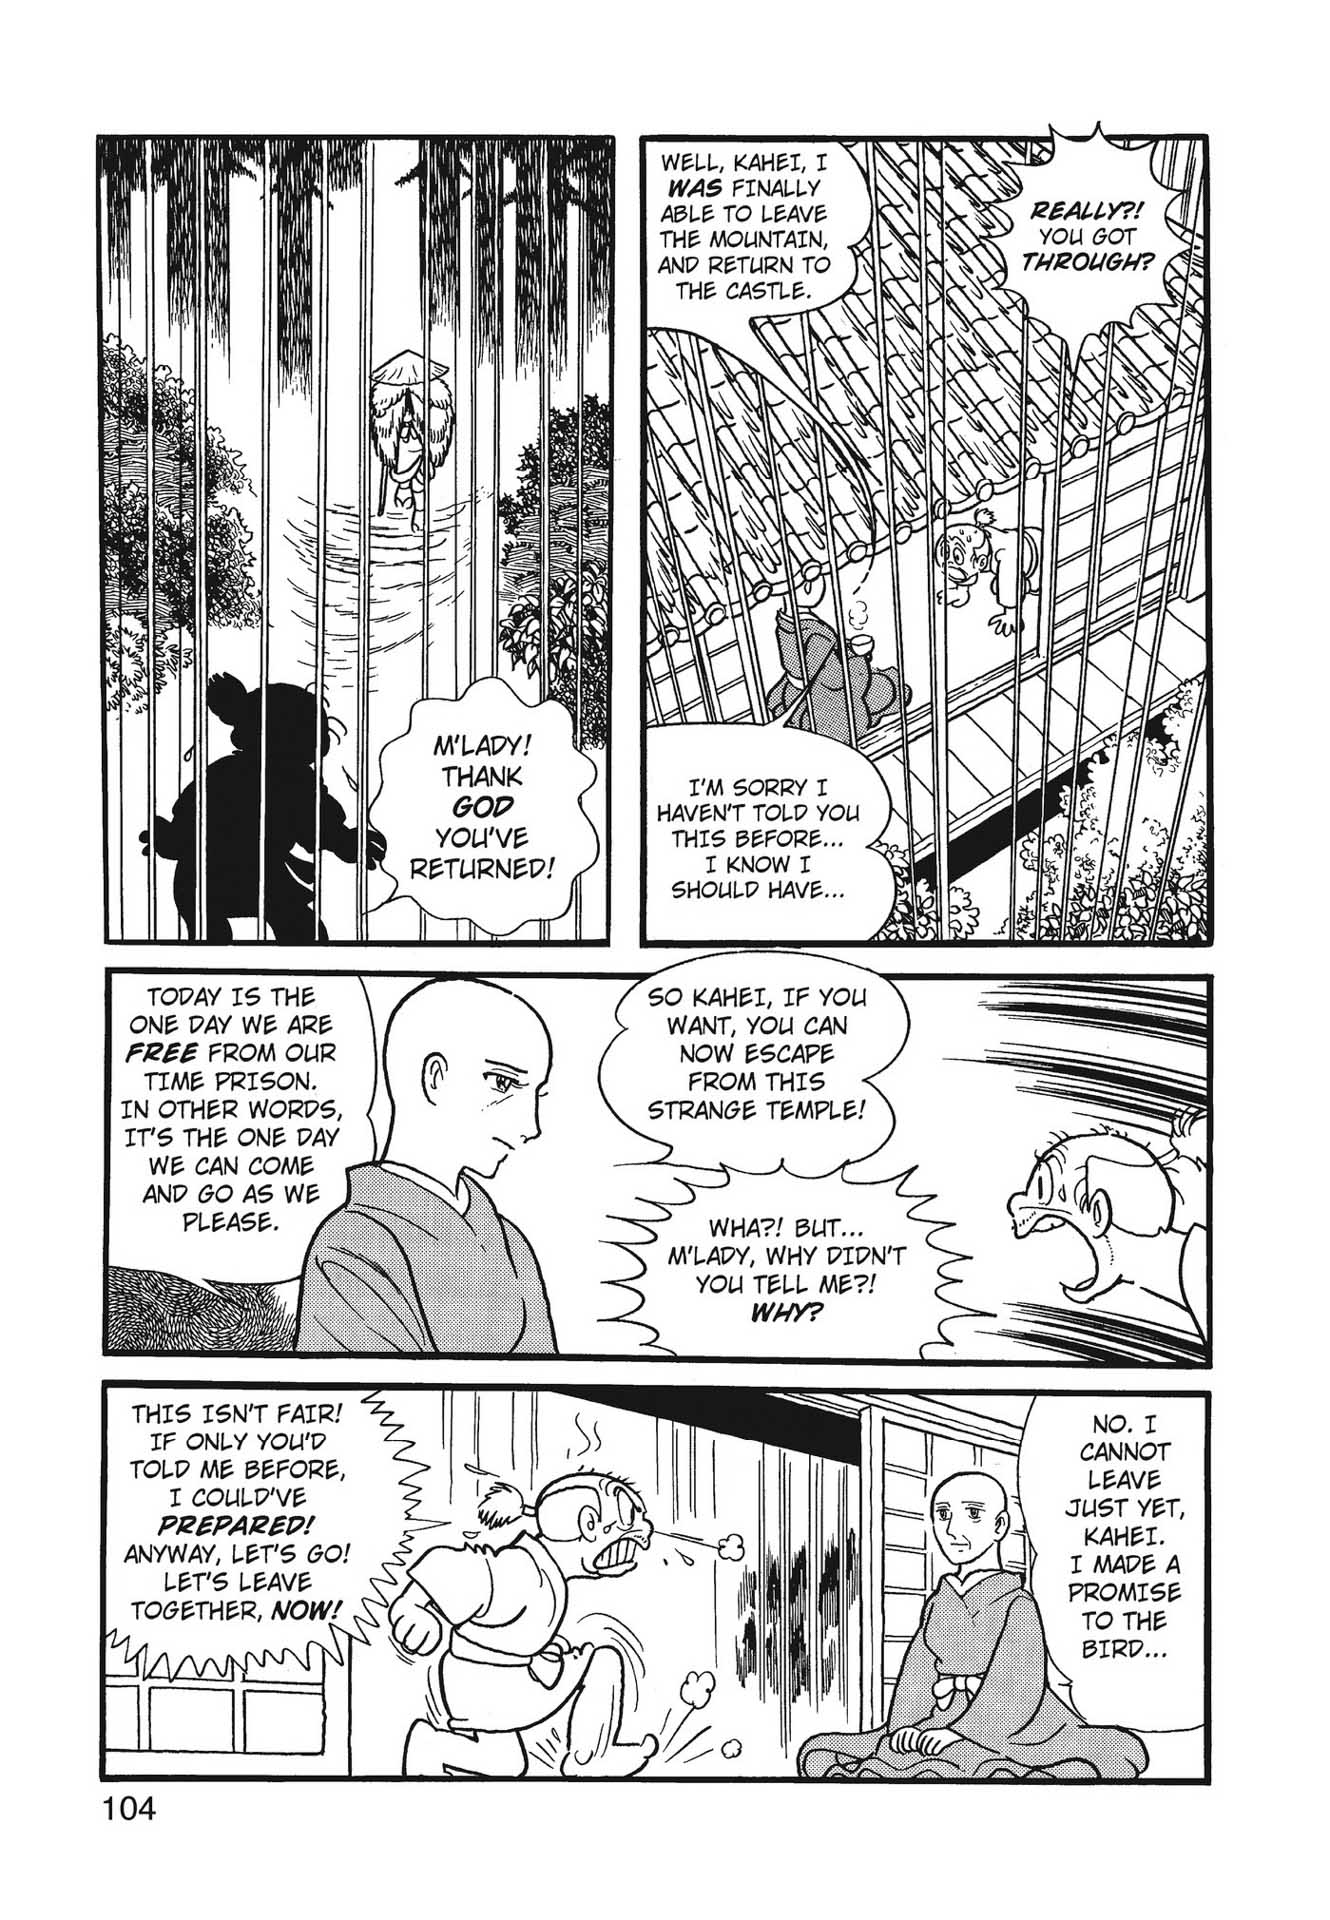 M'LADY!
THANK
GOD
YOU'VE
RETURNED!
WELL, KAHEI, I
WAS FINALLY
ABLE TO LEAVE
THE MOUNTAIN,
AND RETURN TO
THE CASTLE.
REALLY?!
YOU GOT
THROUGH?
I'M SORRY I
HAVEN'T TOLD YOU
THIS BEFORE...
I KNOW I
SHOULD HAVE...
TODAY IS THE
ONE DAY WE ARE
FREE FROM OUR
TIME PRISON.
IN OTHER WORDS,
IT'S THE ONE DAY
WE CAN COME
AND GO AS WE
PLEASE.
SO KAHEI, IF YOU
WANT, YOU CAN
NOW ESCAPE
FROM THIS
STRANGE TEMPLE!
WHA?! BUT...
M'LADY, WHY DIDN'T
YOU TELL ME?!
WHY?
THIS ISN'T FAIR!
IF ONLY YOU'D
TOLD ME BEFORE,
I COULD'VE
PREPARED!
ANYWAY, LET'S GO!
LET'S LEAVE
TOGETHER, NOW!
NO. I
CANNOT
LEAVE
JUST YET,
KAHEI.
I MADE A
PROMISE
TO THE
BIRD...
104